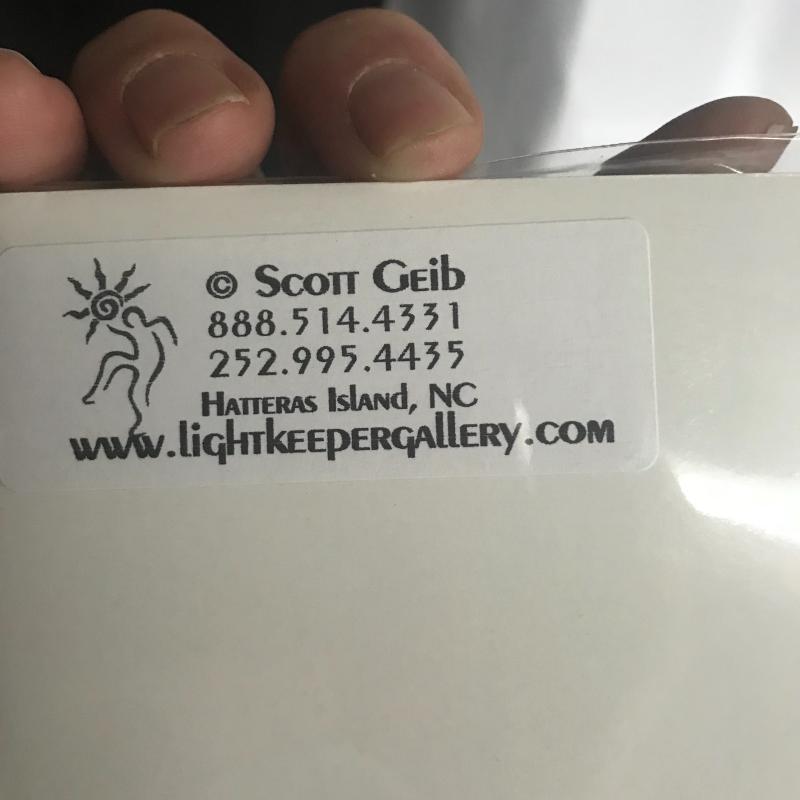 © Scott Geib
888.514.4331
252.995.4435
Hatteras Island, NC
www.lightkeepergallery.com